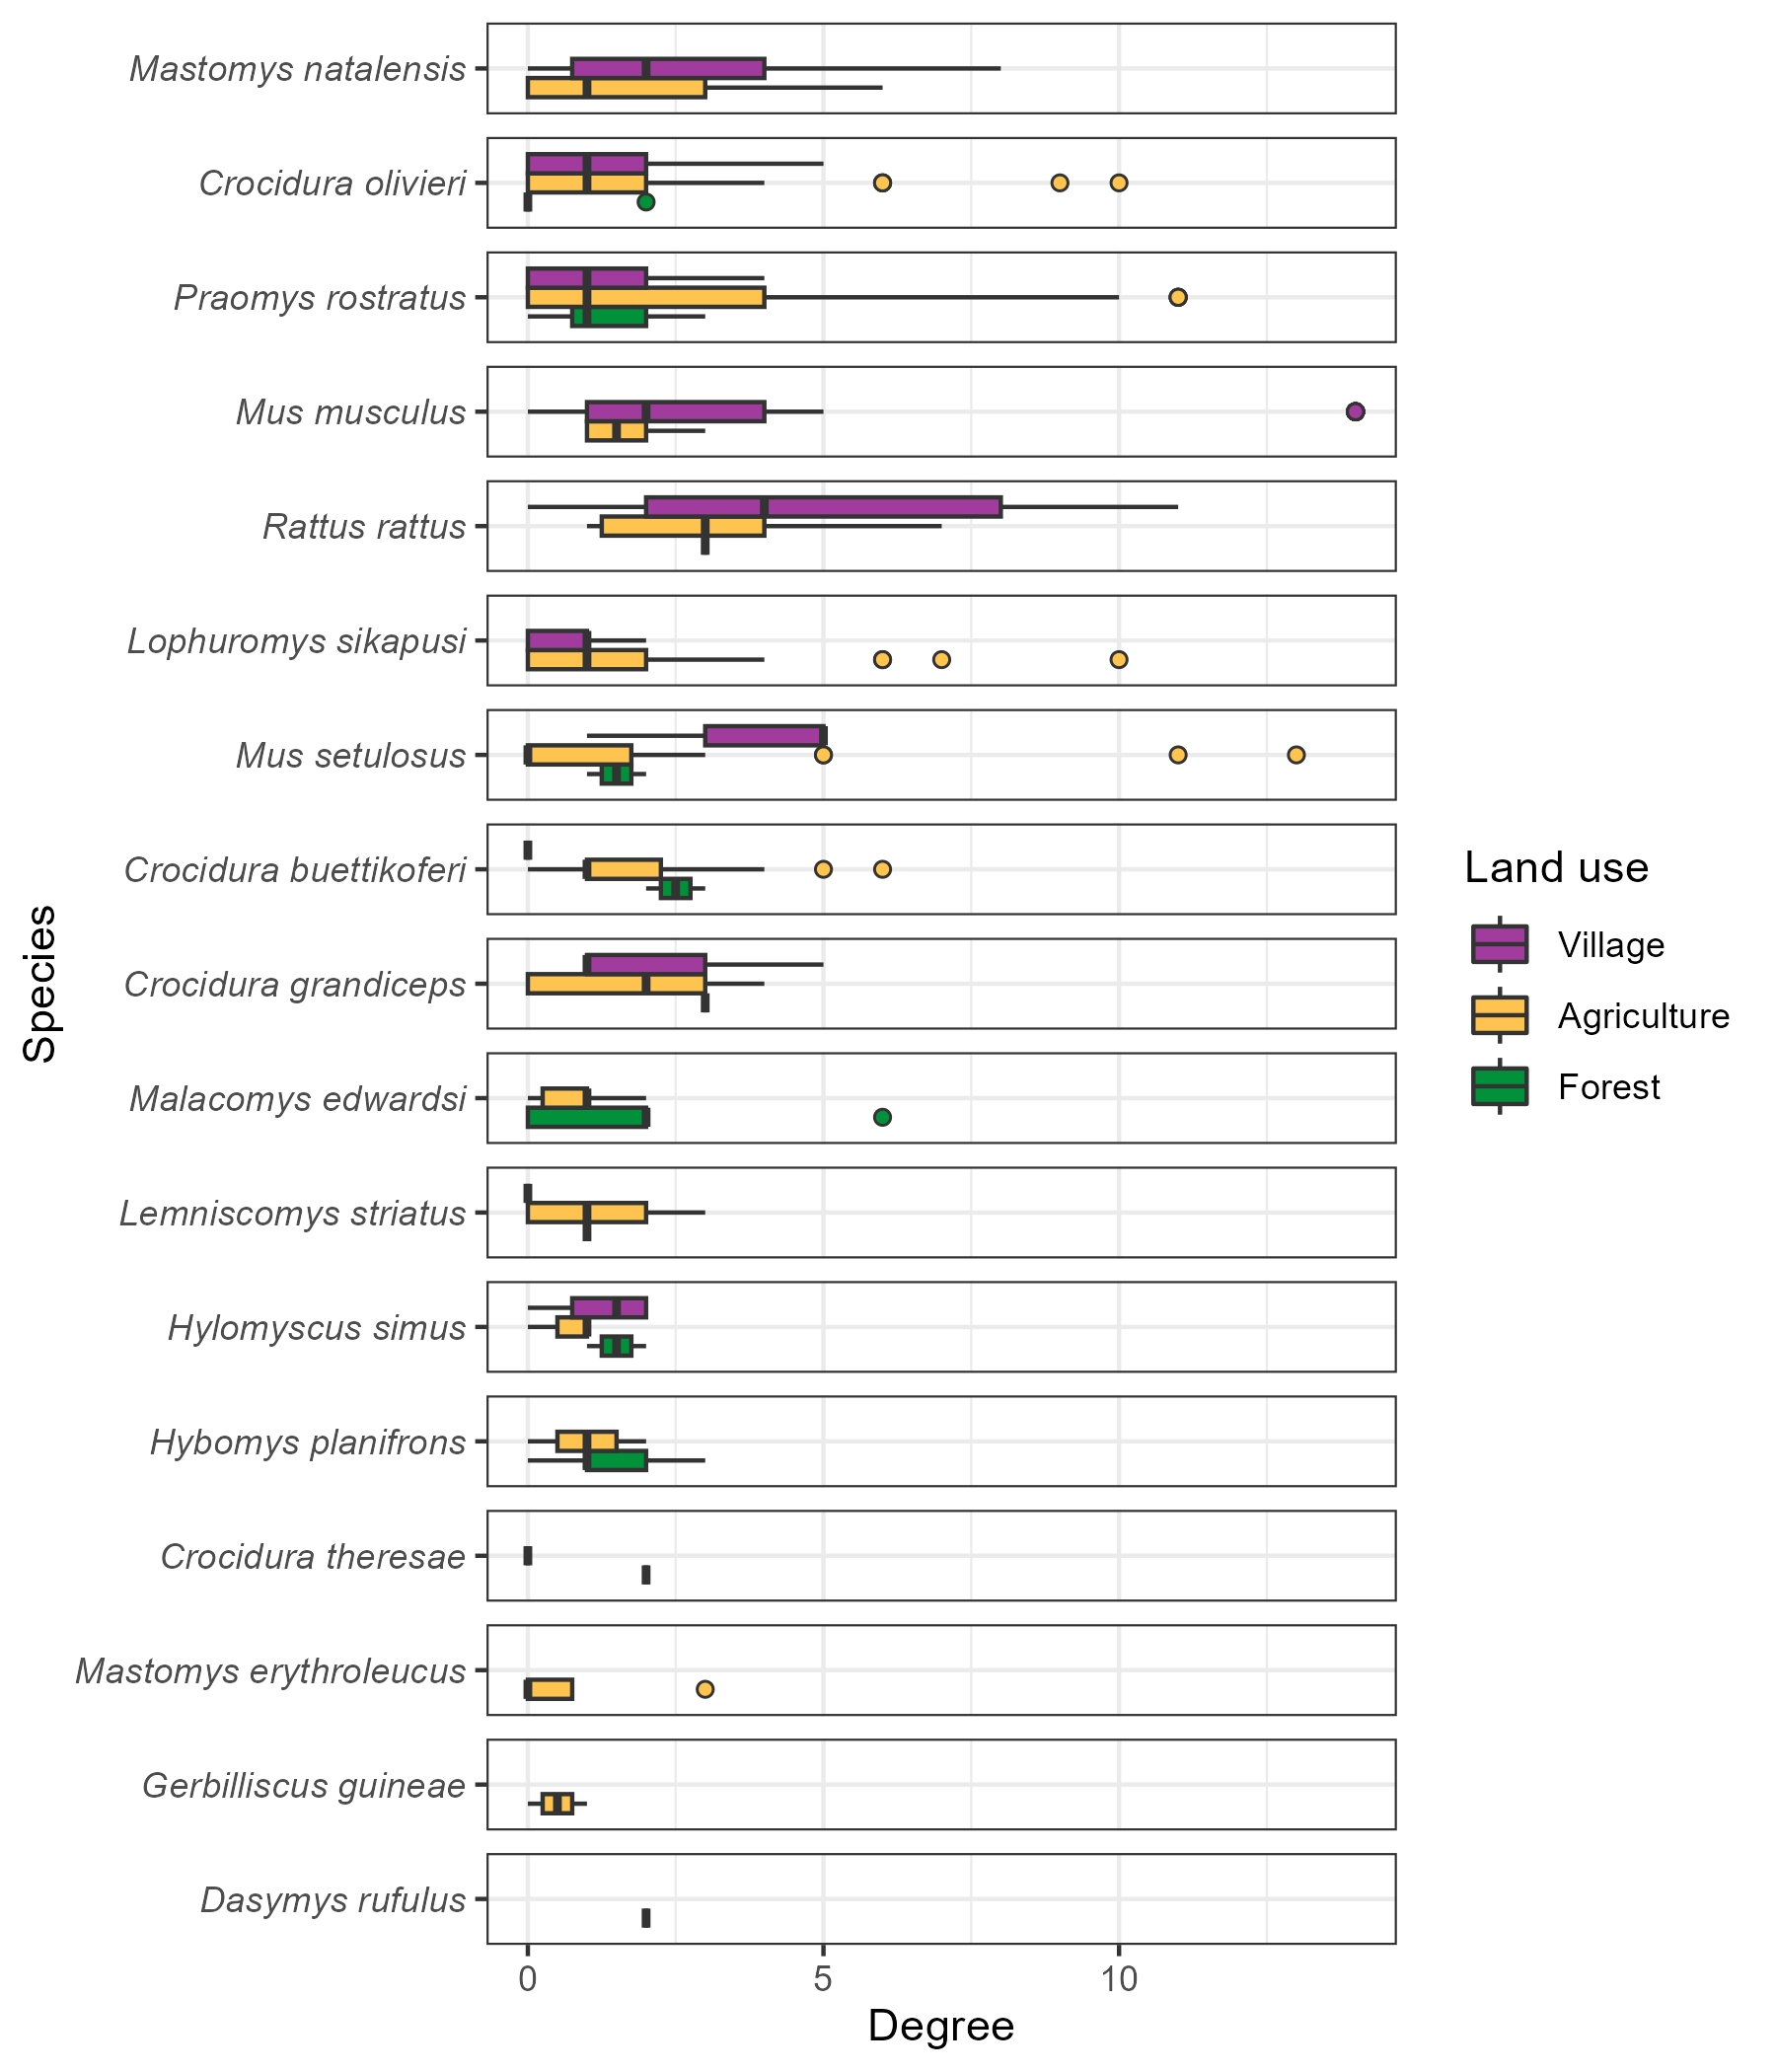 Mastomys natalensis
Crocidura olivieri
Praomys rostratus
Mus musculus
Rattus rattus
Lophuromys sikapusi
Mus setulosus
Crocidura buettikoferi
Crocidura grandiceps
Malacomys edwardsi
Lemniscomys striatus
Hylomyscus simus
Hybomys planifrons
Crocidura theresae
Mastomys erythroleucus
Gerbilliscus guineae
Dasymys rufulus
Species
0 5 10
Degree
Land use
Village
Agriculture
Forest